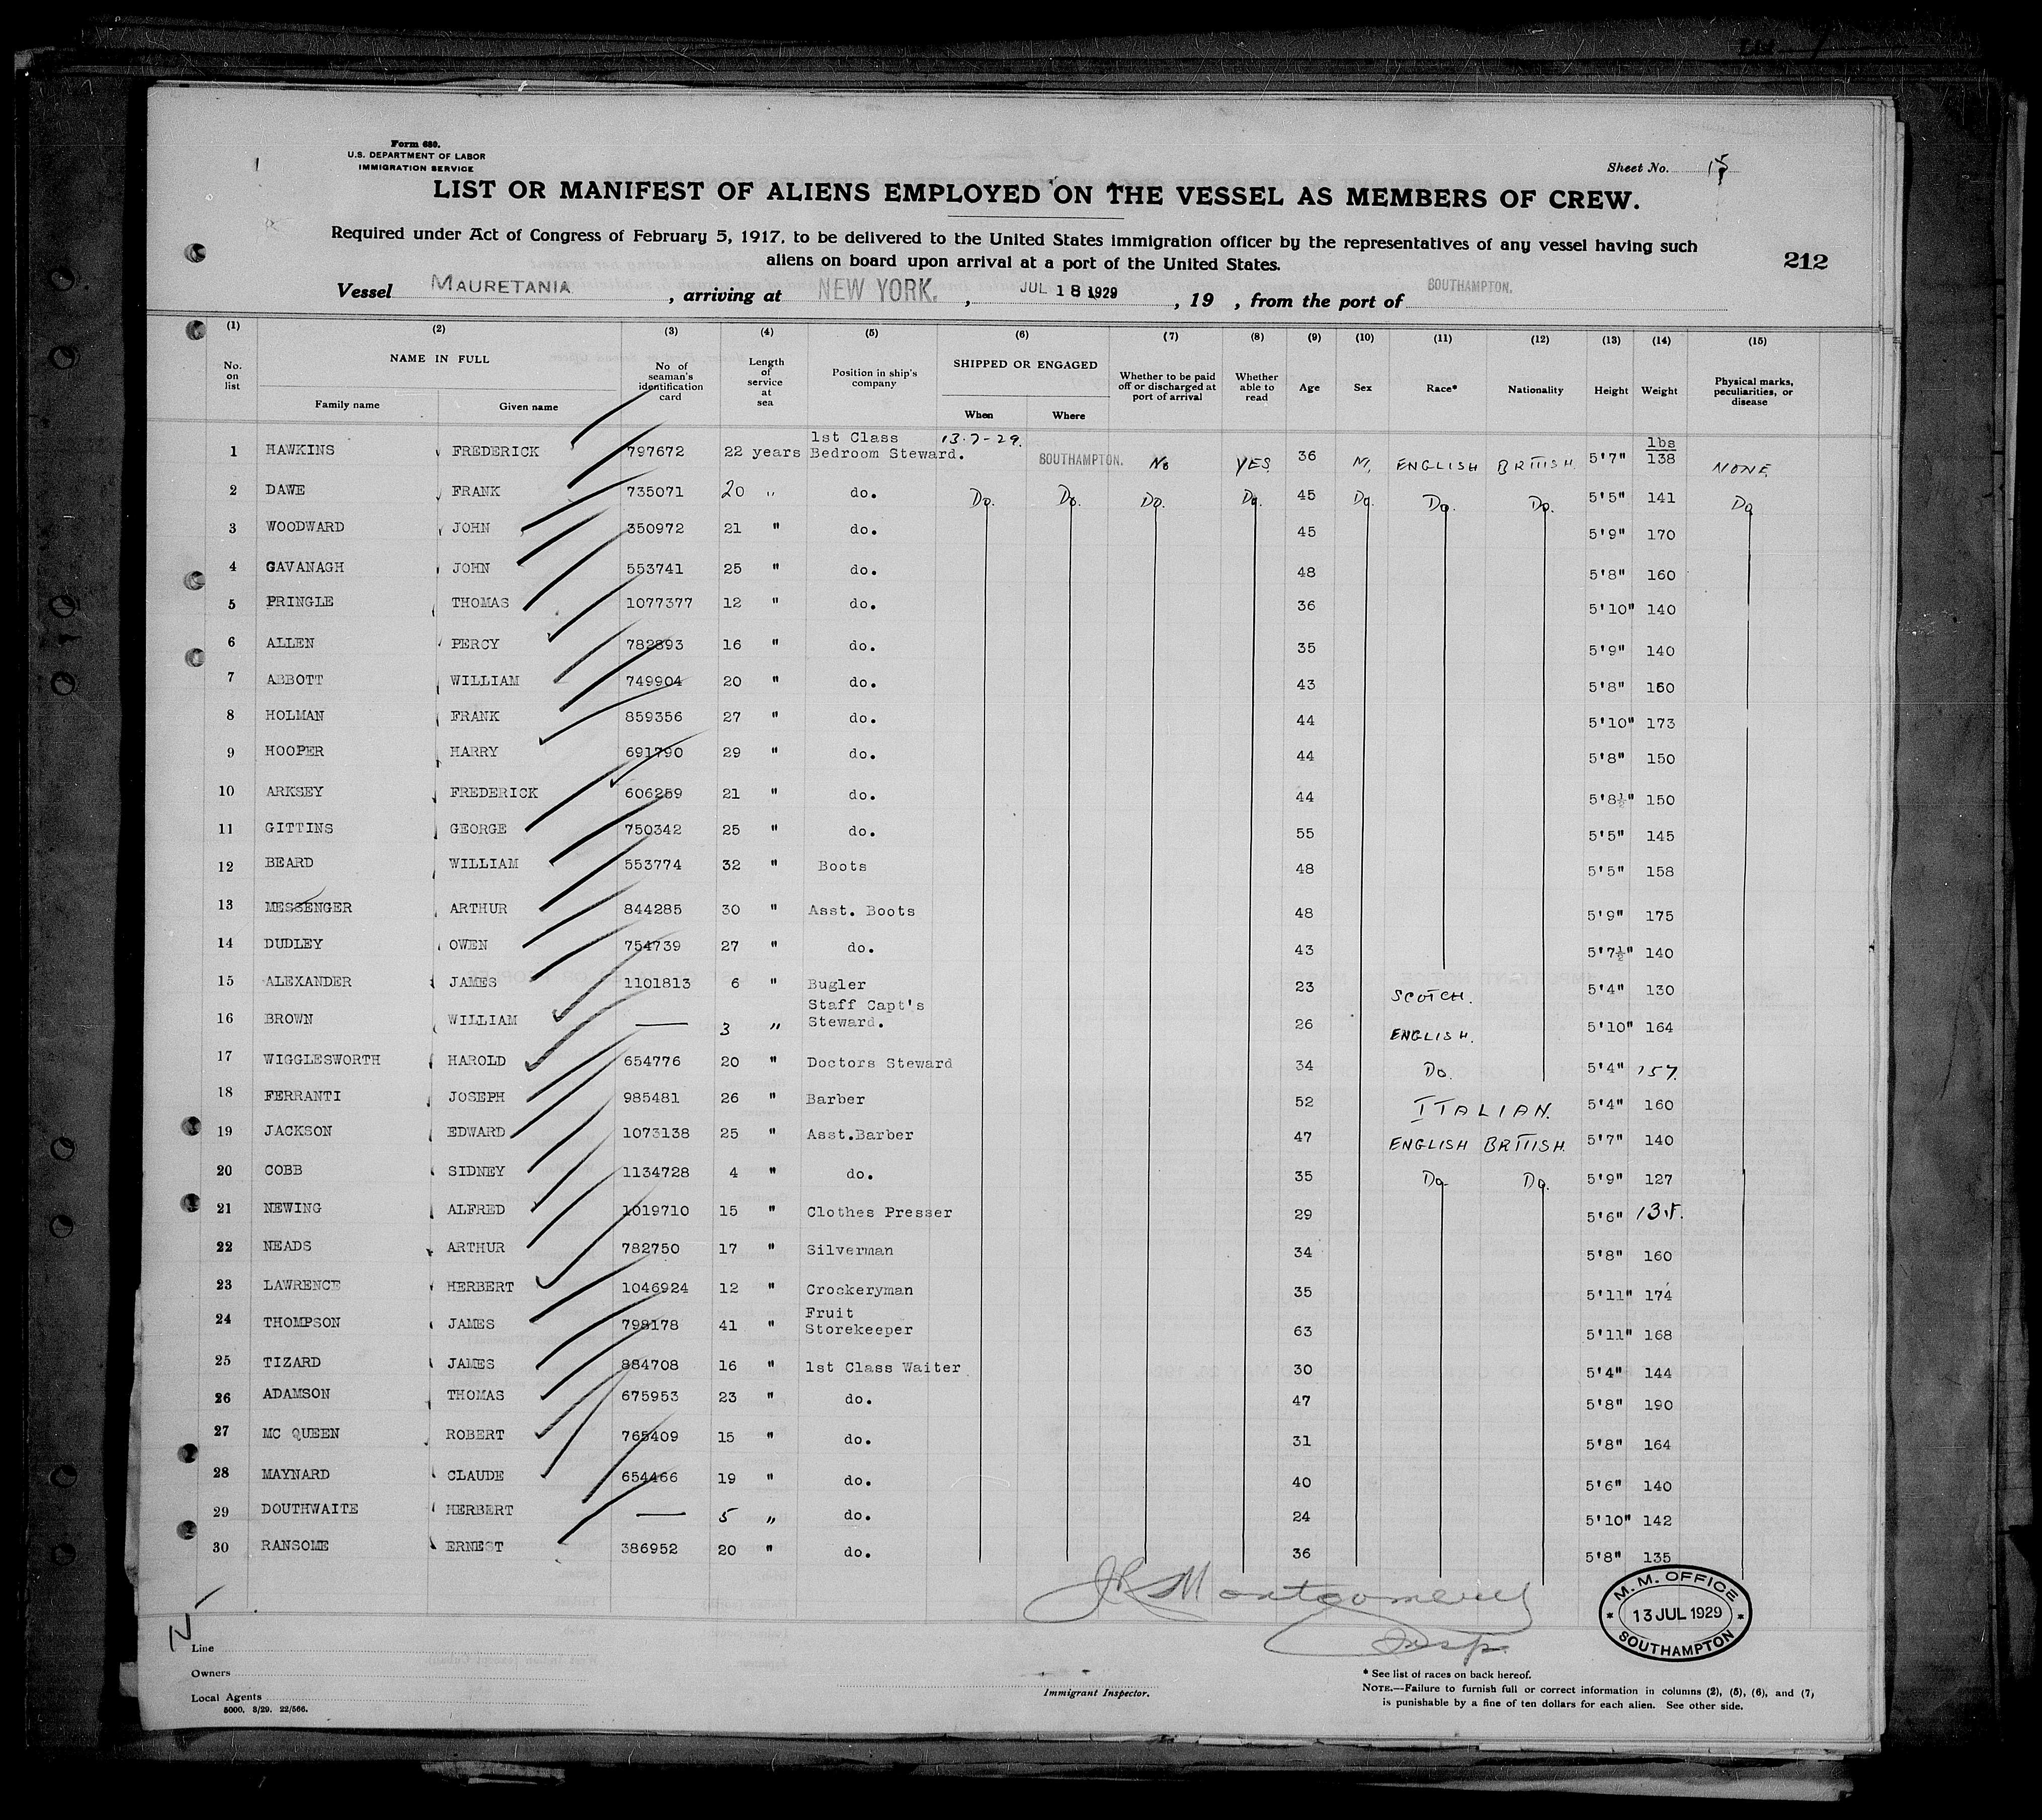 Form 680.
U.S. DEPARTMENT OF LABOR
IMMIGRATION SERVICE
Sheet No.
LIST OR MANIFEST OF ALIENS EMPLOYED ON THE VESSEL AS MEMBERS OF CREW.
Required under Act of Congress of February 5, 1917, to be delivered to the United States immigration officer by the representatives of any vessel having such
aliens on board upon arrival at a port of the United States.
212
Vessel MAURETANIA, arriving at NEW YORK., JUL 18 1929, 19 , from the port of SOUTHAMPTON.
(1) (2) (3) (4) (5) (6) (7) (8) (9) (10) (11) (12) (13) (14) (15)
No. on list NAME IN FULL Family name Given name No of seaman's identification card Length of service at sea Position in ship's company SHIPPED OR ENGAGED When Where Whether to be paid off or discharged at port of arrival Whether able to read Age Sex Race* Nationality Height Weight Physical marks, peculiarities, or disease
1 HAWKINS FREDERICK 797672 22 years 1st Class Bedroom Steward. 13-7-29. SOUTHAMPTON. No YES 36 M, ENGLISH BRITISH. 5'7" lbs 138 NONE.
2 DAWE FRANK 735071 20 " do. Do. Do. Do. Do. 45 Do. Do. Do. 5'5" 141 Do
3 WOODWARD JOHN 350972 21 " do. 45 5'9" 170
4 GAVANAGH JOHN 553741 25 " do. 48 5'8" 160
5 PRINGLE THOMAS 1077377 12 " do. 36 5'10" 140
6 ALLEN PERCY 782893 16 " do. 35 5'9" 140
7 ABBOTT WILLIAM 749904 20 " do. 43 5'8" 160
8 HOLMAN FRANK 859356 27 " do. 44 5'10" 173
9 HOOPER HARRY 691790 29 " do. 44 5'8" 150
10 ARKSEY FREDERICK 606259 21 " do. 44 5'8½" 150
11 GITTINS GEORGE 750342 25 " do. 55 5'5" 145
12 BEARD WILLIAM 553774 32 " Boots 48 5'5" 158
13 MESSENGER ARTHUR 844285 30 " Asst. Boots 48 5'9" 175
14 DUDLEY OWEN 754739 27 " do. 43 5'7½" 140
15 ALEXANDER JAMES 1101813 6 " Bugler 23 SCOTCH. 5'4" 130
16 BROWN WILLIAM — 3 " Staff Capt's Steward. 26 ENGLISH. 5'10" 164
17 WIGGLESWORTH HAROLD 654776 20 " Doctors Steward 34 Do. 5'4" 157.
18 FERRANTI JOSEPH 985481 26 " Barber 52 ITALIAN. 5'4" 160
19 JACKSON EDWARD 1073138 25 " Asst.Barber 47 ENGLISH BRITISH. 5'7" 140
20 COBB SIDNEY 1134728 4 " do. 35 Do. Do. 5'9" 127
21 NEWING ALFRED 1019710 15 " Clothes Presser 29 5'6"
22 NEADS ARTHUR 782750 17 " Silverman 34 5'8" 160
23 LAWRENCE HERBERT 1046924 12 " Crockeryman 35 5'11" 174
24 THOMPSON JAMES 798178 41 " Fruit Storekeeper 63 5'11" 168
25 TIZARD JAMES 884708 16 " 1st Class Waiter 30 5'4" 144
26 ADAMSON THOMAS 675953 23 " do. 47 5'8" 190
27 MC QUEEN ROBERT 765409 15 " do. 31 5'8" 164
28 MAYNARD CLAUDE 654466 19 " do. 40 5'6" 140
29 DOUTHWAITE HERBERT — 5 " do. 24 5'10" 142
30 RANSOME ERNEST 386952 20 " do. 36 5'8" 135
Montgomery
Insp.
M.M. OFFICE
13 JUL 1929
SOUTHAMPTON
Line
Owners
Local Agents
5000. 3/29. 22/566.
Immigrant Inspector.
* See list of races on back hereof.
NOTE.—Failure to furnish full or correct information in columns (2), (5), (6), and (7),
is punishable by a fine of ten dollars for each alien. See other side.